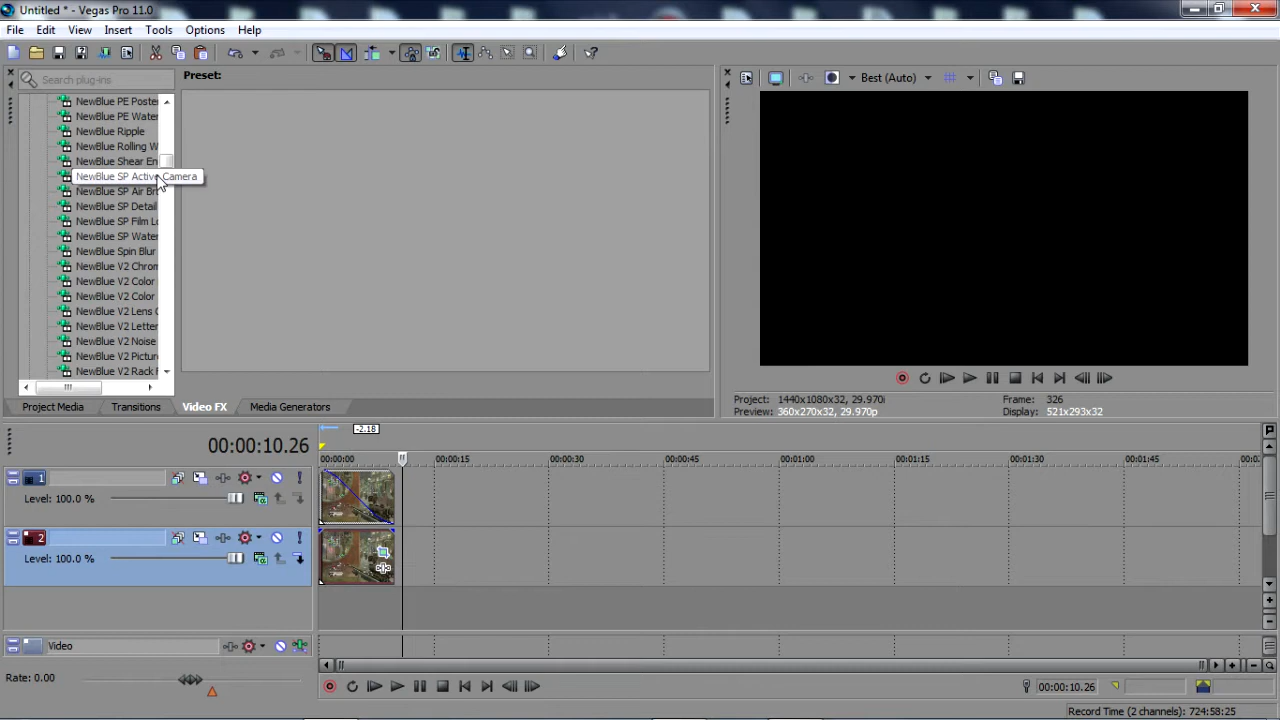 Untitled * - Vegas Pro 11.0
File Edit View Insert Tools Options Help
Search plug-ins
Preset:
Best (Auto)
NewBlue PE Poster
NewBlue PE Water
NewBlue Ripple
NewBlue Rolling W
NewBlue Shear En
NewBlue SP Active Camera
NewBlue SP Air Br
NewBlue SP Detail
NewBlue SP Film Lo
NewBlue SP Water
NewBlue Spin Blur
NewBlue V2 Chrom
NewBlue V2 Color
NewBlue V2 Color
NewBlue V2 Lens C
NewBlue V2 Letter
NewBlue V2 Noise
NewBlue V2 Pictur
NewBlue V2 Rack F
Project: 1440x1080x32, 29.970i Frame: 326
Preview: 360x270x32, 29.970p Display: 521x293x32
Project Media Transitions Video FX Media Generators
-2.18
00:00:10.26
00:00:00 00:00:15 00:00:30 00:00:45 00:01:00 00:01:15 00:01:30 00:01:45
1
Level: 100.0 %
2
Level: 100.0 %
Video
Rate: 0.00
00:00:10.26
Record Time (2 channels): 724:58:25